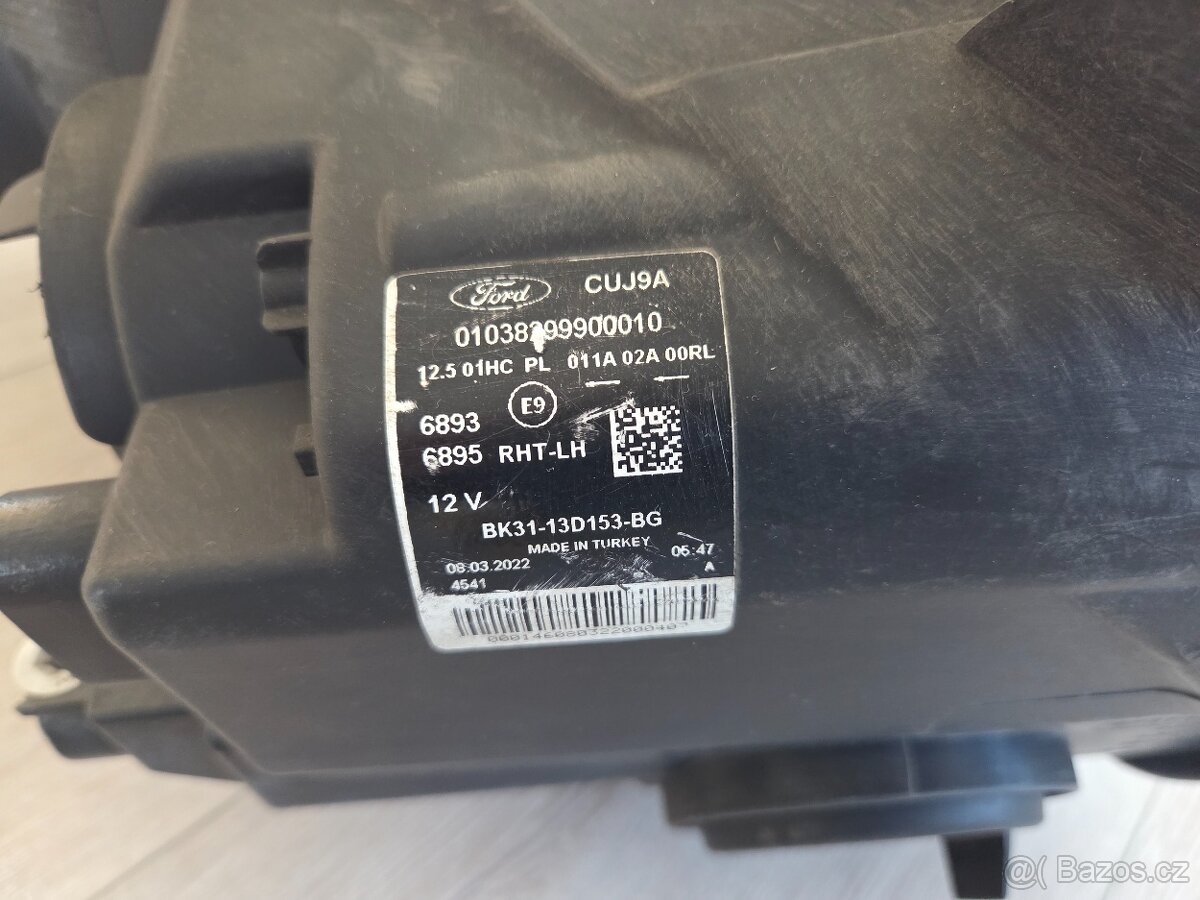 Ford CUJ9A
01038299900010
12.5 01HC PL 011A 02A 00RL
E9
6893
6895 RHT-LH
12 V
BK31-13D153-BG
MADE IN TURKEY
08.03.2022 05:47
4541 A
@( Bazos.cz